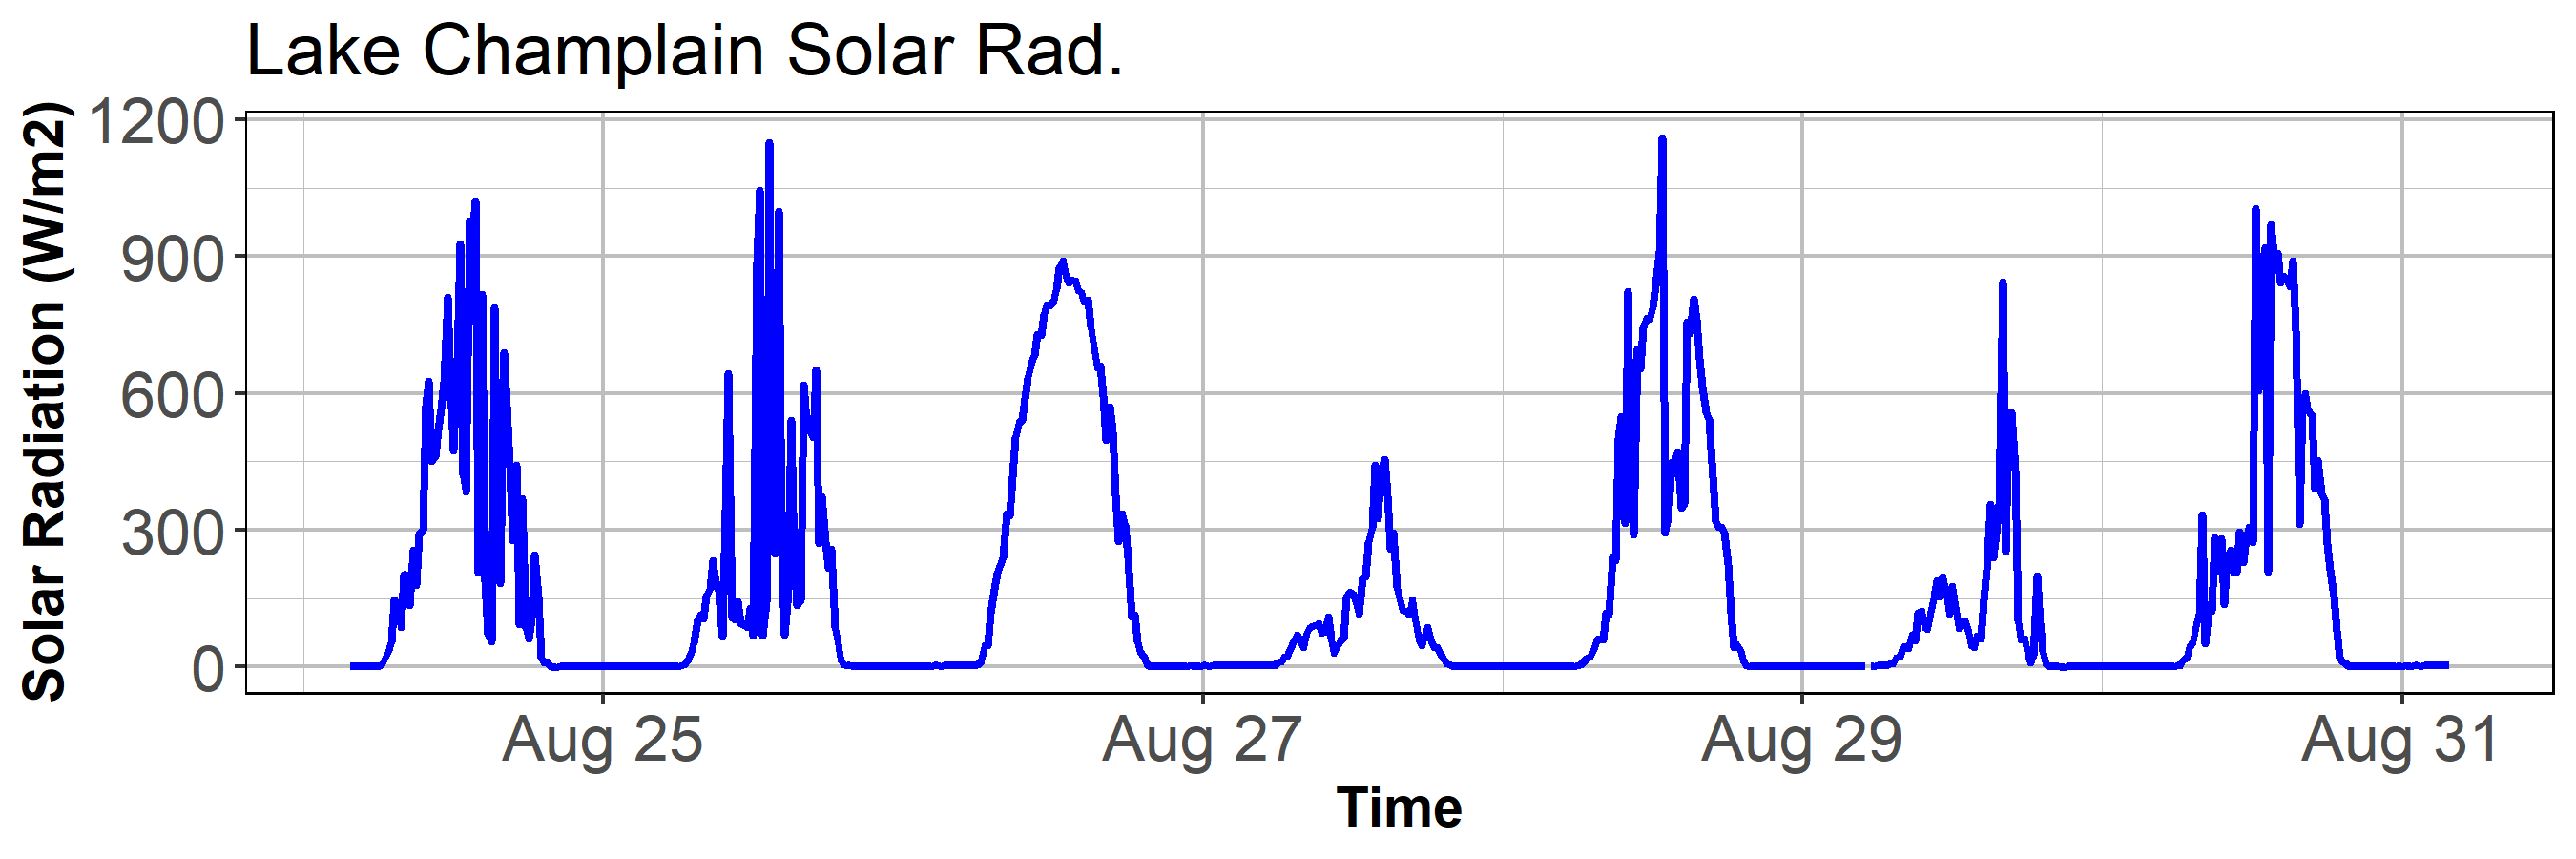 Lake Champlain Solar Rad.
Solar Radiation (W/m2)
1200
900
600
300
0
Aug 25 Aug 27 Aug 29 Aug 31
Time